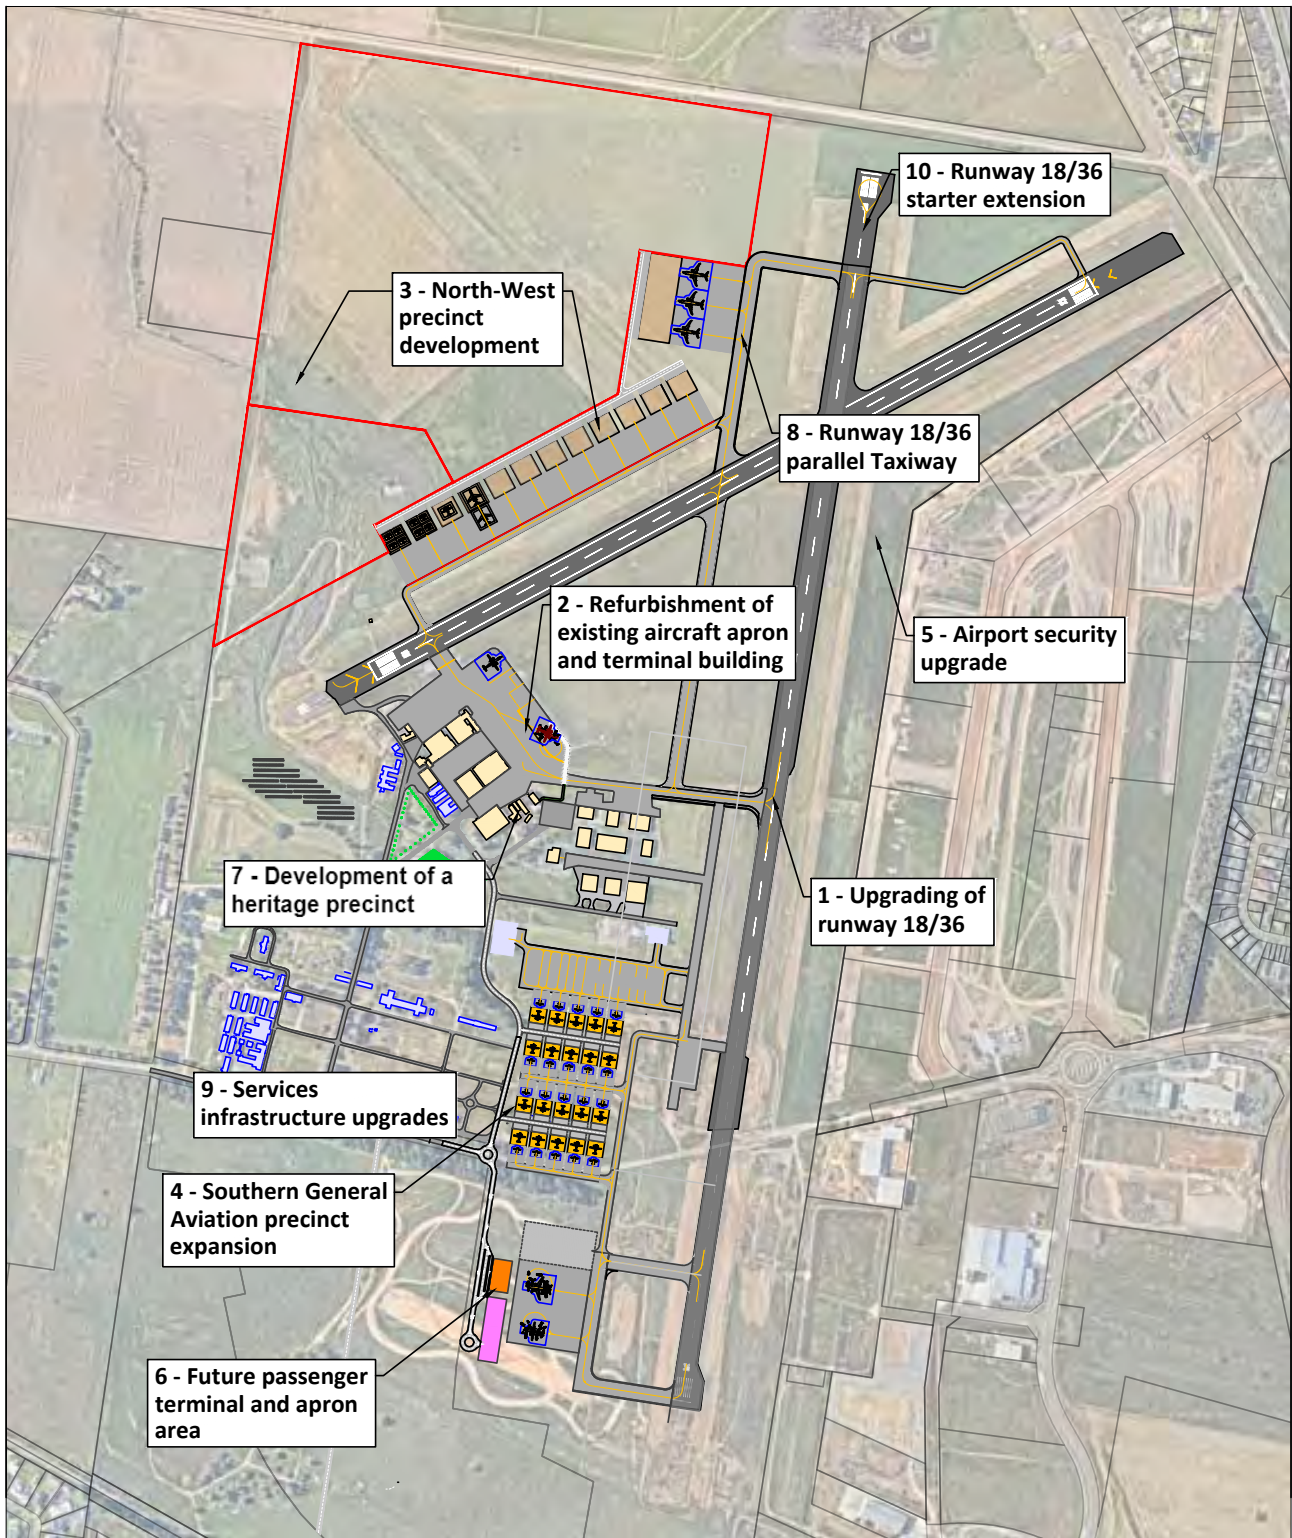 10 - Runway 18/36
starter extension
3 - North-West
precinct
development
8 - Runway 18/36
parallel Taxiway
2 - Refurbishment of
existing aircraft apron
and terminal building
5 - Airport security
upgrade
7 - Development of a
heritage precinct
1 - Upgrading of
runway 18/36
9 - Services
infrastructure upgrades
4 - Southern General
Aviation precinct
expansion
6 - Future passenger
terminal and apron
area